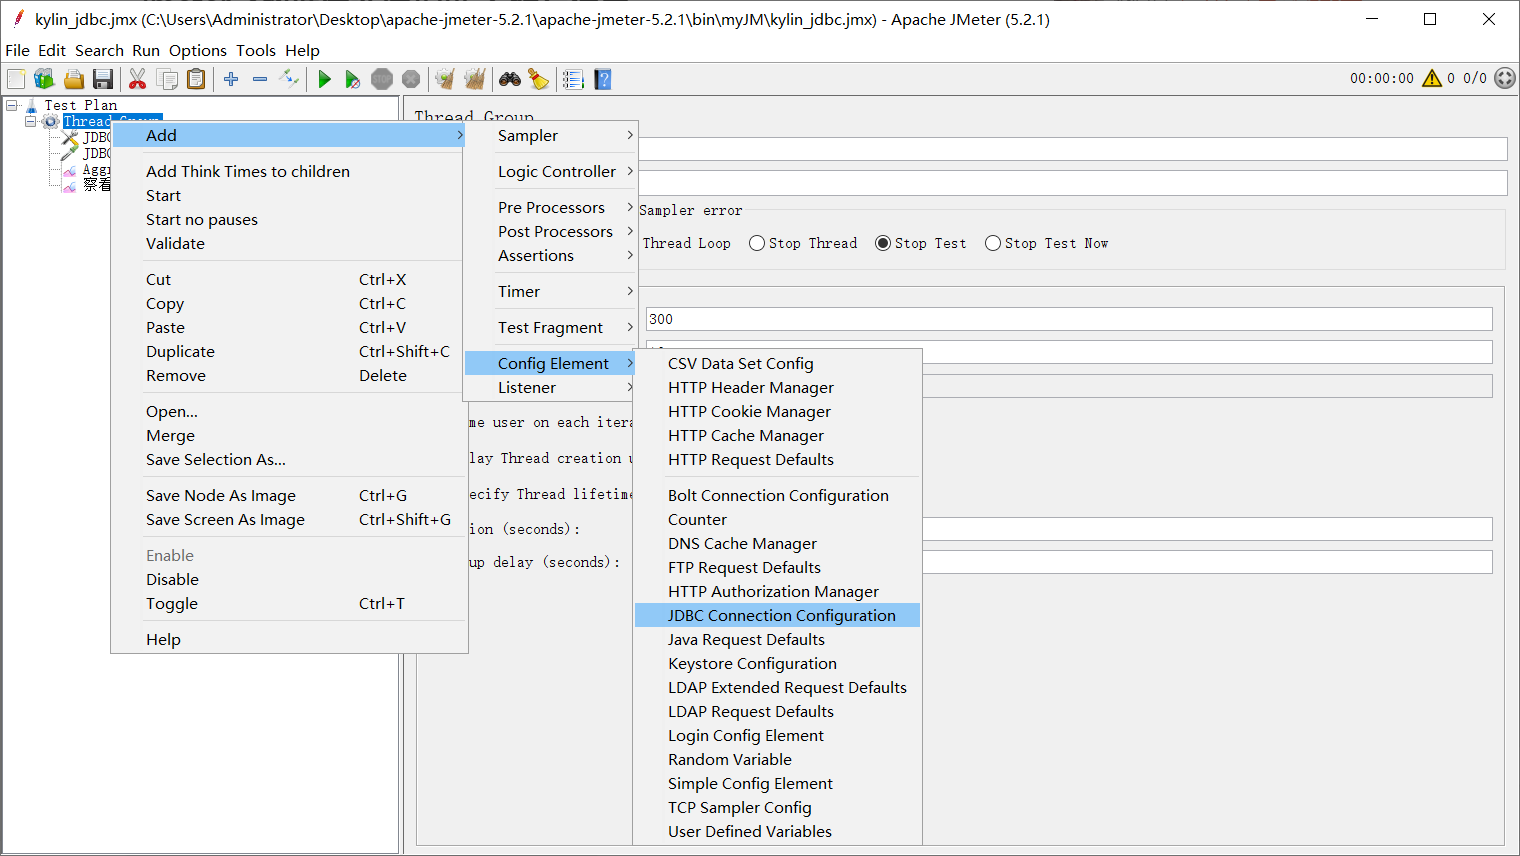 kylin_jdbc.jmx (C:\Users\Administrator\Desktop\apache-jmeter-5.2.1\apache-jmeter-5.2.1\bin\myJM\kylin_jdbc.jmx) - Apache JMeter (5.2.1)
File Edit Search Run Options Tools Help
00:00:00 0 0/0
Test Plan
Thread Group
JDBC
JDBC
Aggr
察看
Thread Group
Add
Add Think Times to children
Start
Start no pauses
Validate
Cut Ctrl+X
Copy Ctrl+C
Paste Ctrl+V
Duplicate Ctrl+Shift+C
Remove Delete
Open...
Merge
Save Selection As...
Save Node As Image Ctrl+G
Save Screen As Image Ctrl+Shift+G
Enable
Disable
Toggle Ctrl+T
Help
Sampler
Logic Controller
Pre Processors
Post Processors
Assertions
Timer
Test Fragment
Config Element
Listener
CSV Data Set Config
HTTP Header Manager
HTTP Cookie Manager
HTTP Cache Manager
HTTP Request Defaults
Bolt Connection Configuration
Counter
DNS Cache Manager
FTP Request Defaults
HTTP Authorization Manager
JDBC Connection Configuration
Java Request Defaults
Keystore Configuration
LDAP Extended Request Defaults
LDAP Request Defaults
Login Config Element
Random Variable
Simple Config Element
TCP Sampler Config
User Defined Variables
Sampler error
Thread Loop Stop Thread Stop Test Stop Test Now
300
me user on each itera
lay Thread creation u
ecify Thread lifetime
ion (seconds):
up delay (seconds):